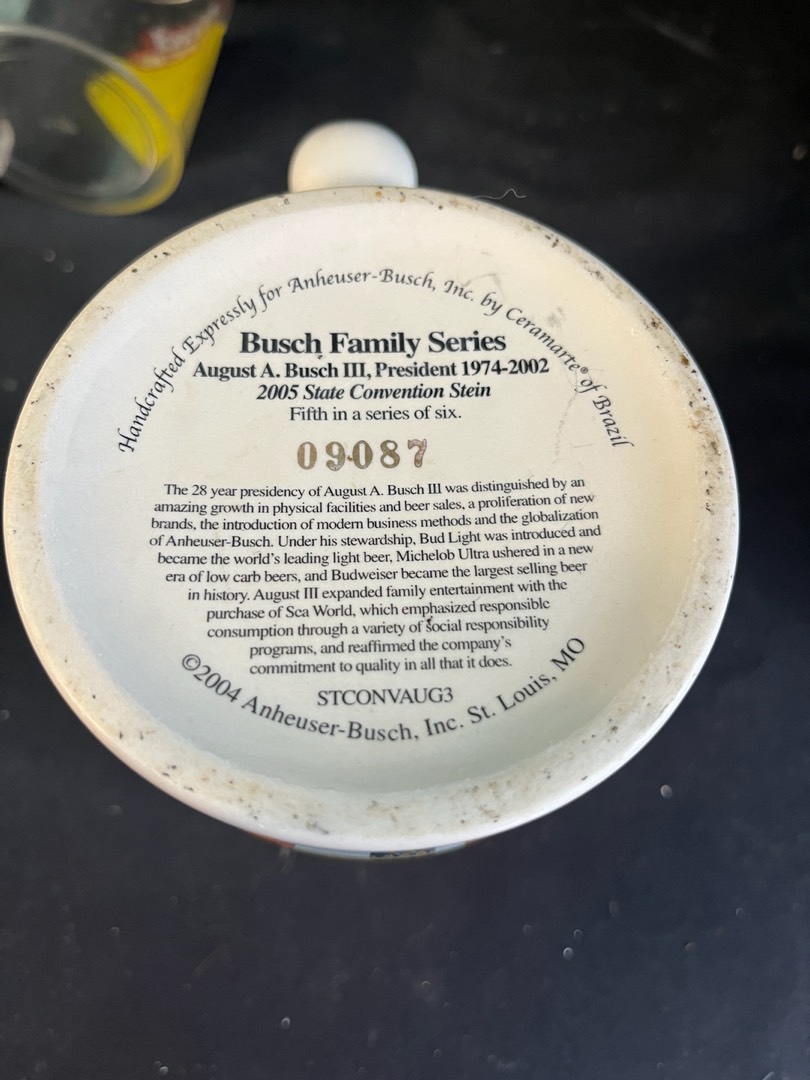 Handcrafted Expressly for Anheuser-Busch, Inc. by Ceramarte® of Brazil
Busch Family Series
August A. Busch III, President 1974-2002
2005 State Convention Stein
Fifth in a series of six.
09087
The 28 year presidency of August A. Busch III was distinguished by an
amazing growth in physical facilities and beer sales, a proliferation of new
brands, the introduction of modern business methods and the globalization
of Anheuser-Busch. Under his stewardship, Bud Light was introduced and
became the world's leading light beer, Michelob Ultra ushered in a new
era of low carb beers, and Budweiser became the largest selling beer
in history. August III expanded family entertainment with the
purchase of Sea World, which emphasized responsible
consumption through a variety of social responsibility
programs, and reaffirmed the company's
commitment to quality in all that it does.
STCONVAUG3
©2004 Anheuser-Busch, Inc. St. Louis, MO